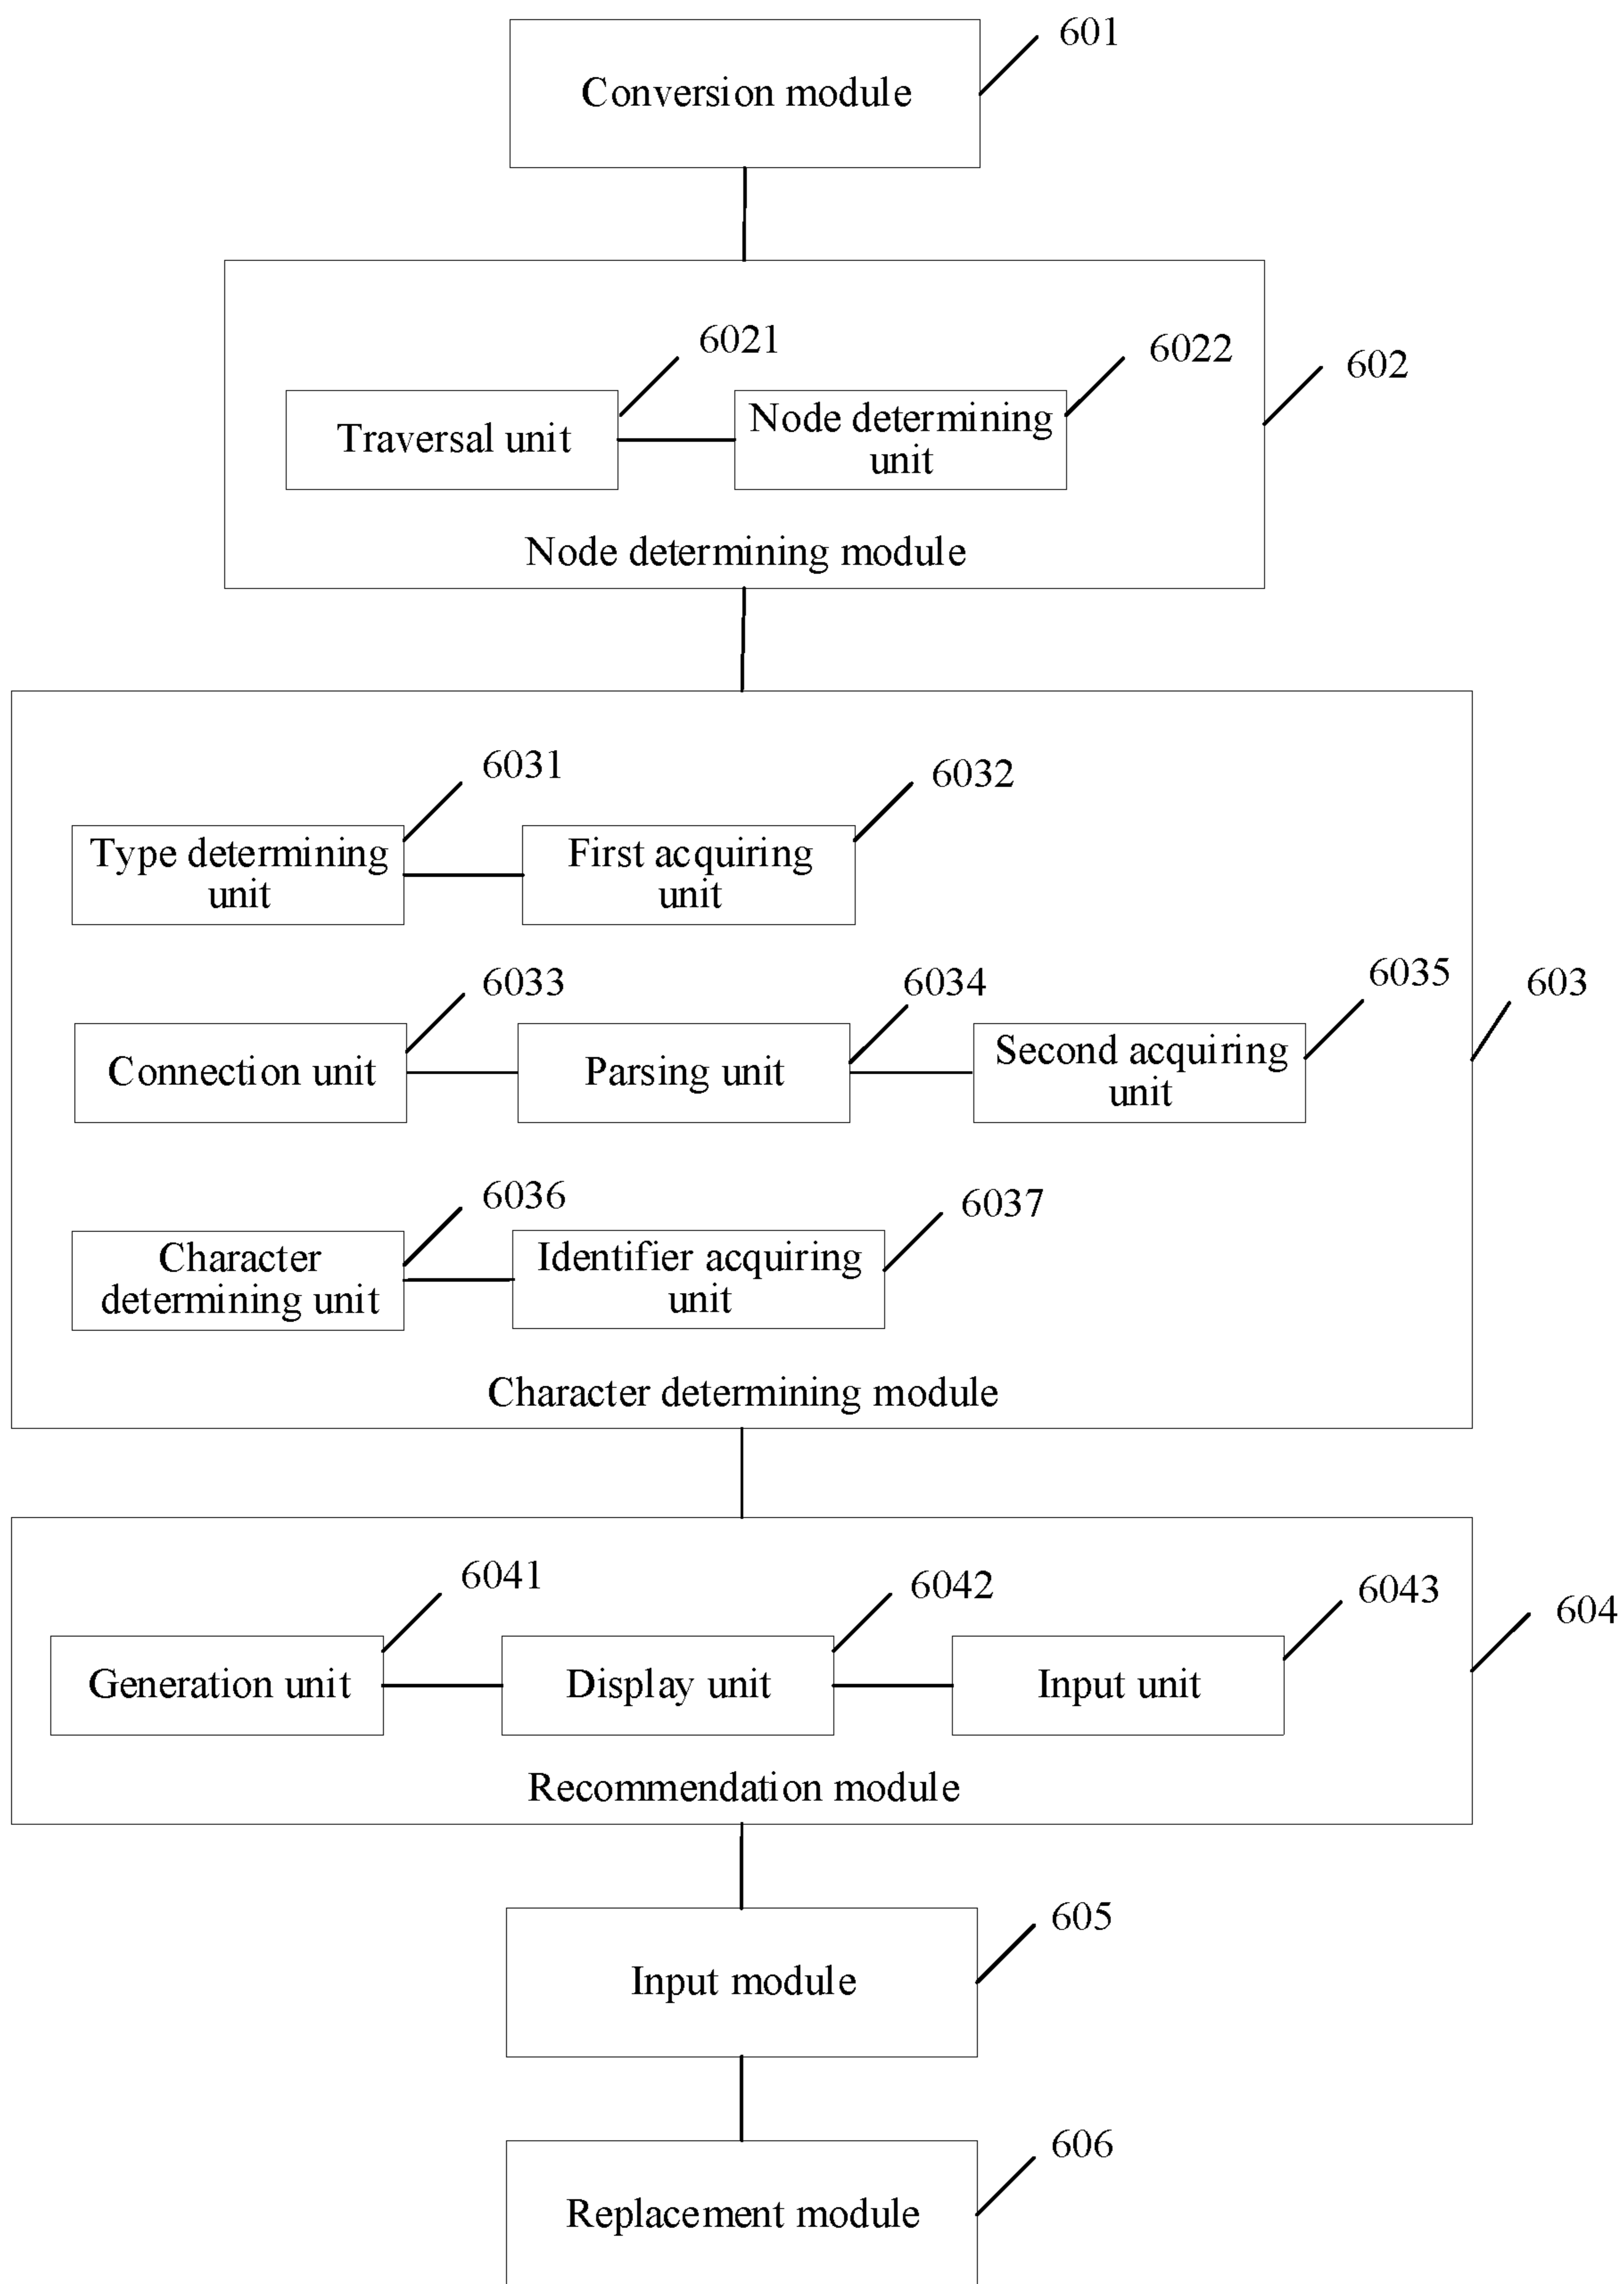 601
Conversion module
6021
6022
602
Traversal unit
Node determining
unit
Node determining module
6031
6032
Type determining
unit
First acquiring
unit
6033
6034
6035
603
Connection unit
Parsing unit
Second acquiring
unit
6036
6037
Character
determining unit
Identifier acquiring
unit
Character determining module
6041
6042
6043
604
Generation unit
Display unit
Input unit
Recommendation module
605
Input module
606
Replacement module